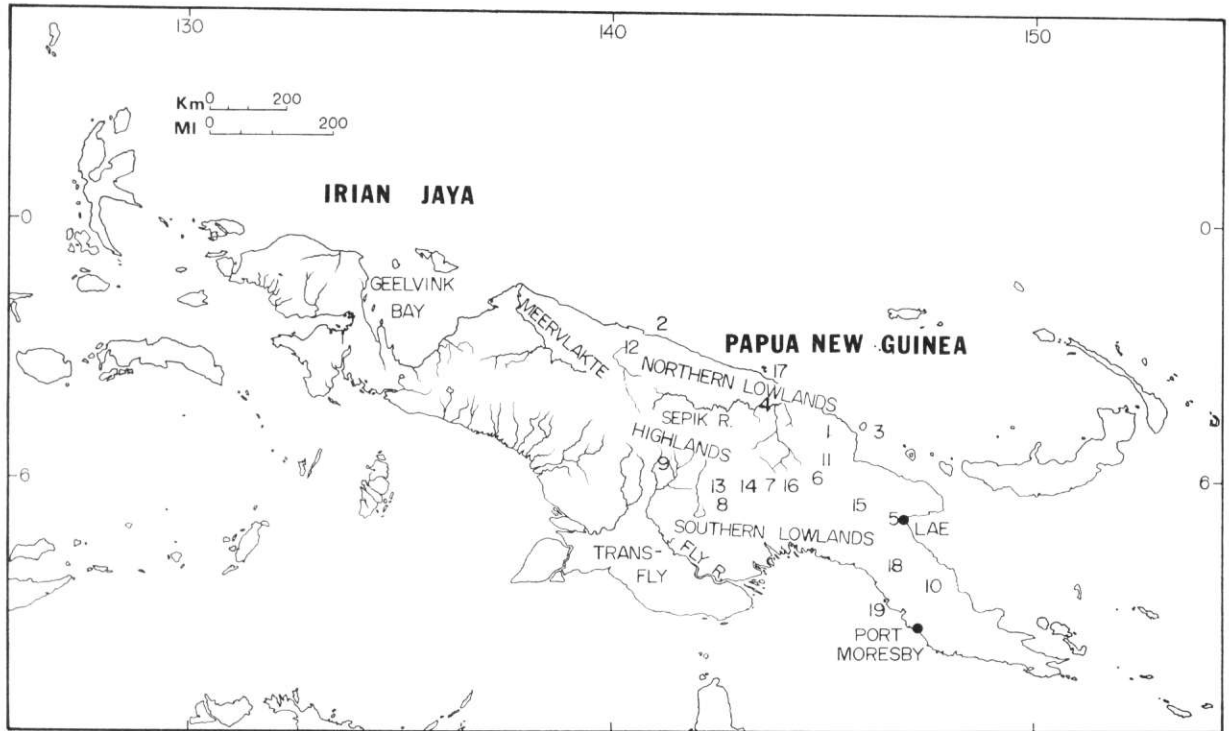 130
140
150
Km 0 200
MI 0 200
IRIAN JAYA
0
0
GEELVINK
BAY
MEERVLAKTE
2
PAPUA NEW GUINEA
12
17
NORTHERN LOWLANDS
4
SEPIK R.
1
3
HIGHLANDS
9
11
6
13
14
7
16
6
6
8
15
5
LAE
SOUTHERN LOWLANDS
TRANS-
FLY
FLY R.
18
10
19
PORT
MORESBY